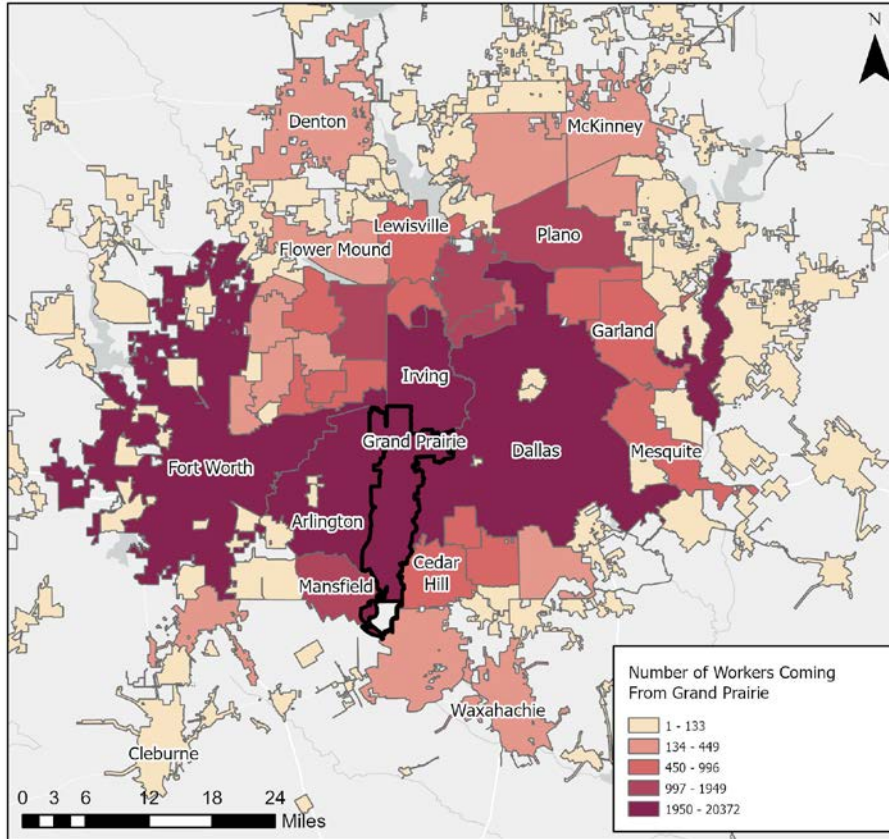 N
Denton
McKinney
Lewisville
Flower Mound
Plano
Garland
Irving
Grand Prairie
Fort Worth
Dallas
Mesquite
Arlington
Mansfield
Cedar
Hill
Waxahachie
Cleburne
Number of Workers Coming
From Grand Prairie
1 - 133
134 - 449
450 - 996
997 - 1949
1950 - 20372
0 3 6 12 18 24
Miles